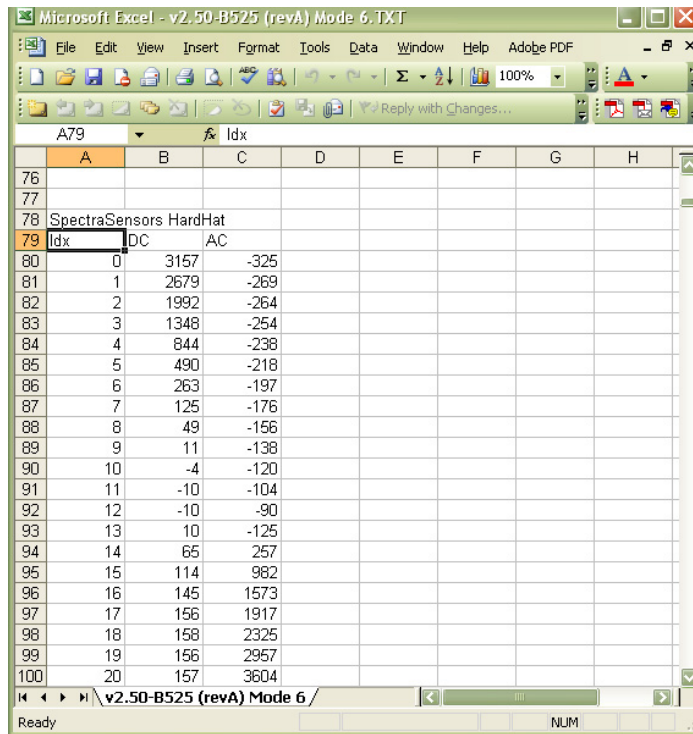 Microsoft Excel - v2.50-B525 (revA) Mode 6.TXT
File Edit View Insert Format Tools Data Window Help Adobe PDF
100%
Reply with Changes...
A79 fx Idx
A B C D E F G H
76
77
78 SpectraSensors HardHat
79 Idx DC AC
80 0 3157 -325
81 1 2679 -269
82 2 1992 -264
83 3 1348 -254
84 4 844 -238
85 5 490 -218
86 6 263 -197
87 7 125 -176
88 8 49 -156
89 9 11 -138
90 10 -4 -120
91 11 -10 -104
92 12 -10 -90
93 13 10 -125
94 14 65 257
95 15 114 982
96 16 145 1573
97 17 156 1917
98 18 158 2325
99 19 156 2957
100 20 157 3604
v2.50-B525 (revA) Mode 6
Ready NUM